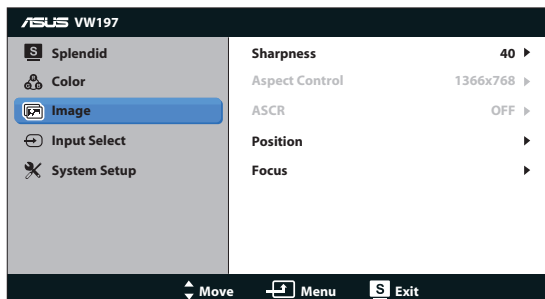 ASUS VW197
S Splendid
Color
Image
Input Select
System Setup
Sharpness 40
Aspect Control 1366x768
ASCR OFF
Position
Focus
Move Menu S Exit